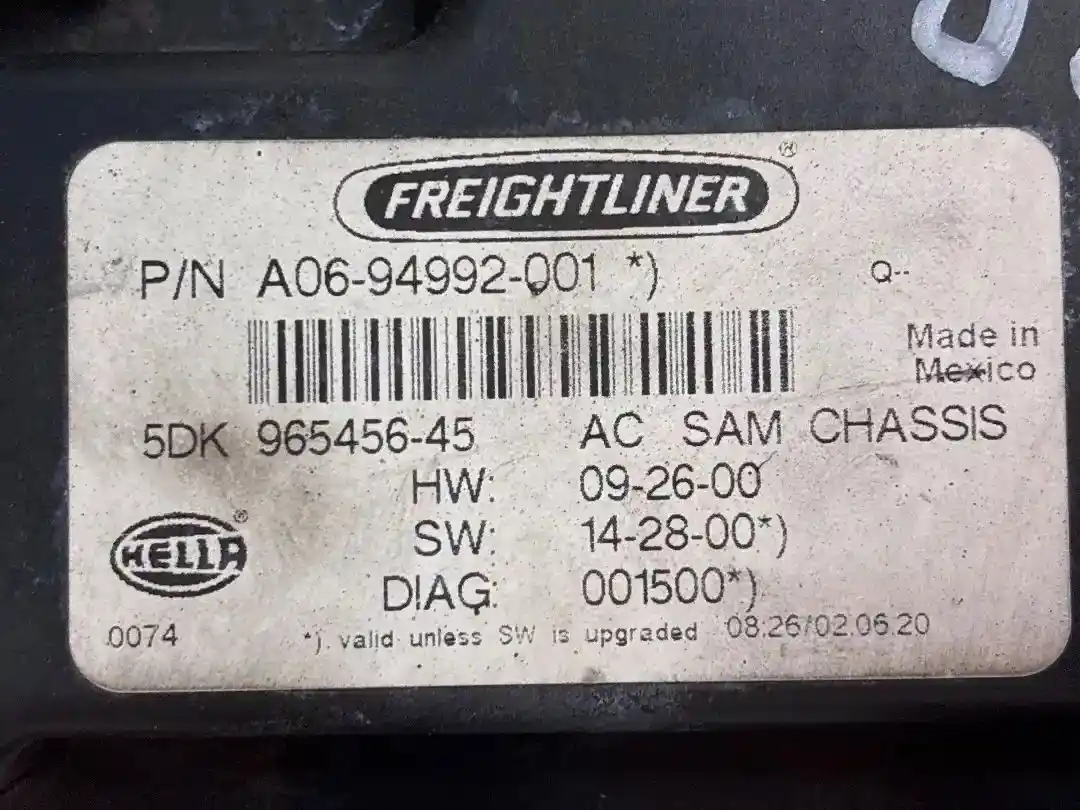 FREIGHTLINER ®
P/N A06-94992-001 *) Q--
Made in
Mexico
5DK 965456-45 AC SAM CHASSIS
HW: 09-26-00
SW: 14-28-00*)
HELLA ®
DIAG: 001500*)
0074 *). valid unless SW is upgraded 08:26/02.06.20